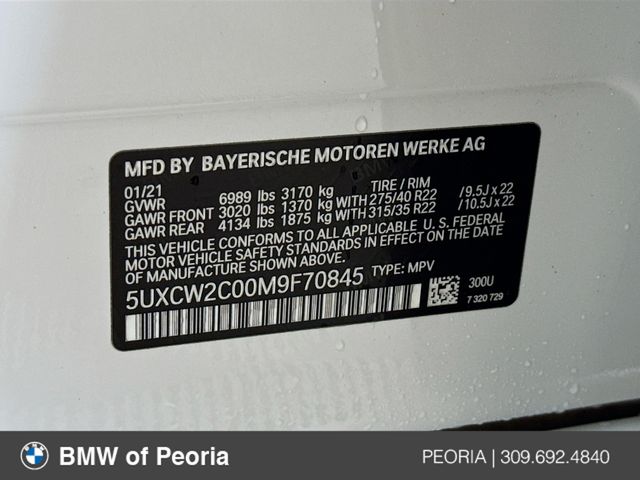 MFD BY BAYERISCHE MOTOREN WERKE AG
01/21 TIRE / RIM
GVWR 6989 lbs 3170 kg
GAWR FRONT 3020 lbs 1370 kg WITH 275/40 R22 /9.5J x 22
GAWR REAR 4134 lbs 1875 kg WITH 315/35 R22 /10.5J x 22
THIS VEHICLE CONFORMS TO ALL APPLICABLE U. S. FEDERAL
MOTOR VEHICLE SAFETY STANDARDS IN EFFECT ON THE
DATE OF MANUFACTURE SHOWN ABOVE.
5UXCW2C00M9F70845 TYPE: MPV
300U
7 320 729
BMW
BMW of Peoria
PEORIA | 309.692.4840